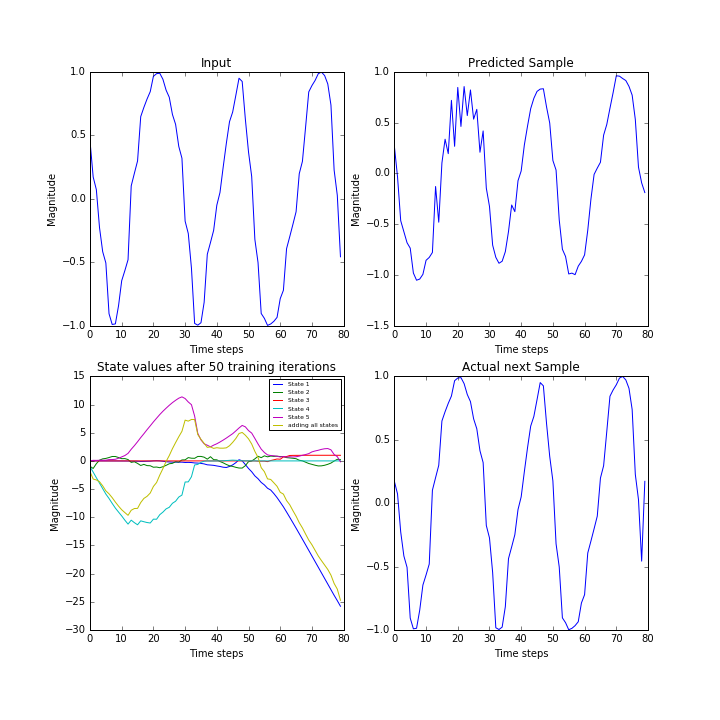 Input
1.0
0.5
0.0
−0.5
−1.0
0 10 20 30 40 50 60 70 80
Magnitude
Time steps
Predicted Sample
1.0
0.5
0.0
−0.5
−1.0
−1.5
0 10 20 30 40 50 60 70 80
Magnitude
Time steps
State values after 50 training iterations
15
10
5
0
−5
−10
−15
−20
−25
−30
0 10 20 30 40 50 60 70 80
Magnitude
Time steps
State 1
State 2
State 3
State 4
State 5
adding all states
Actual next Sample
1.0
0.5
0.0
−0.5
−1.0
0 10 20 30 40 50 60 70 80
Magnitude
Time steps